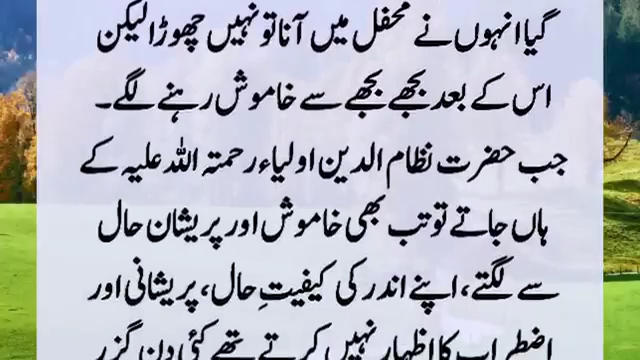 گیا انہوں نے محفل میں آنا تو نہیں چھوڑا لیکن
اس کے بعد بجھے بجھے سے خاموش رہنے لگے۔
جب حضرت نظام الدین اولیاء رحمتہ اللہ علیہ کے
ہاں جاتے تو تب بھی خاموش اور پریشان حال
سے لگتے، اپنے اندر کی کیفیتِ حال، پریشانی اور
اضطراب کا اظہار نہیں کرتے تھے کئی دن گزر